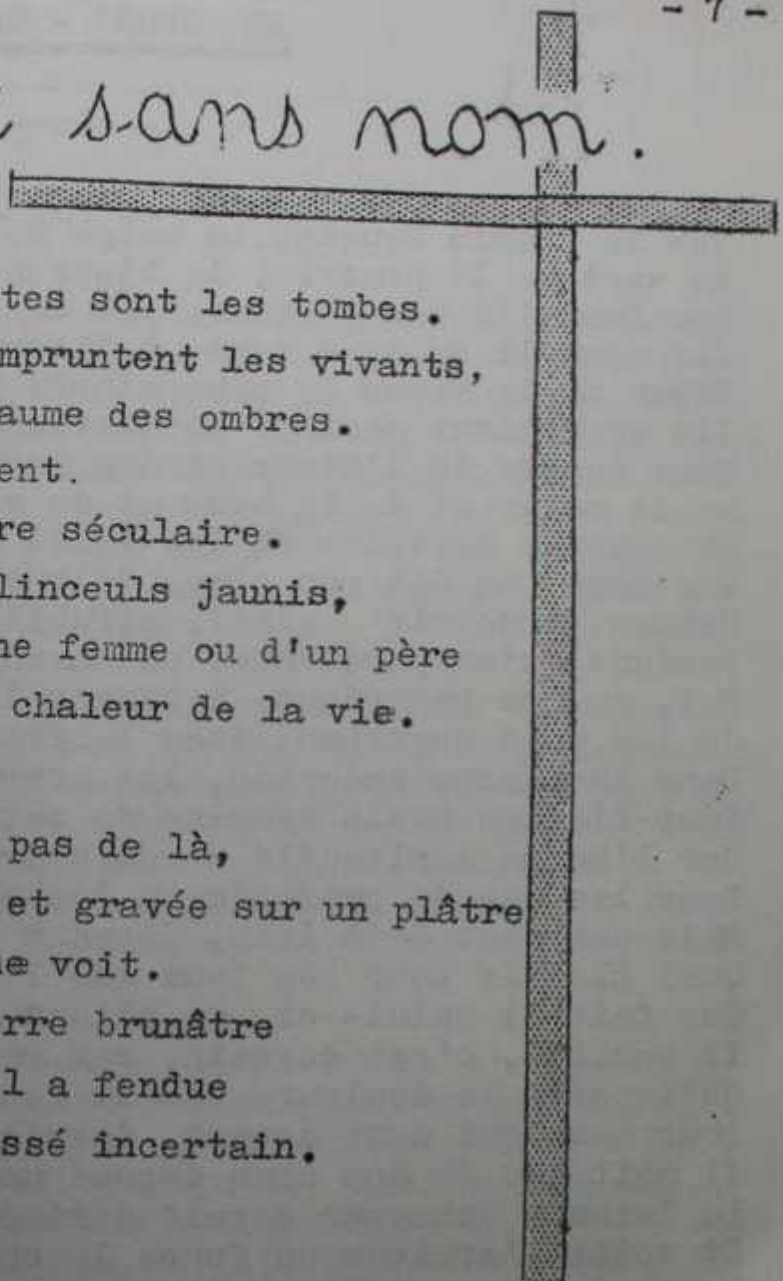 - 7 -
sans nom.
tes sont les tombes.
mpruntent les vivants,
aume des ombres.
ent.
re séculaire.
linceuls jaunis,
ne femme ou d'un père
chaleur de la vie.
pas de là,
et gravée sur un plâtre
ue voit.
rre brunâtre
l a fendue
ssé incertain.